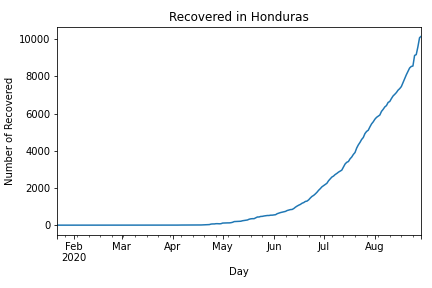 Recovered in Honduras
Number of Recovered
10000
8000
6000
4000
2000
0
Feb Mar Apr May Jun Jul Aug
2020
Day